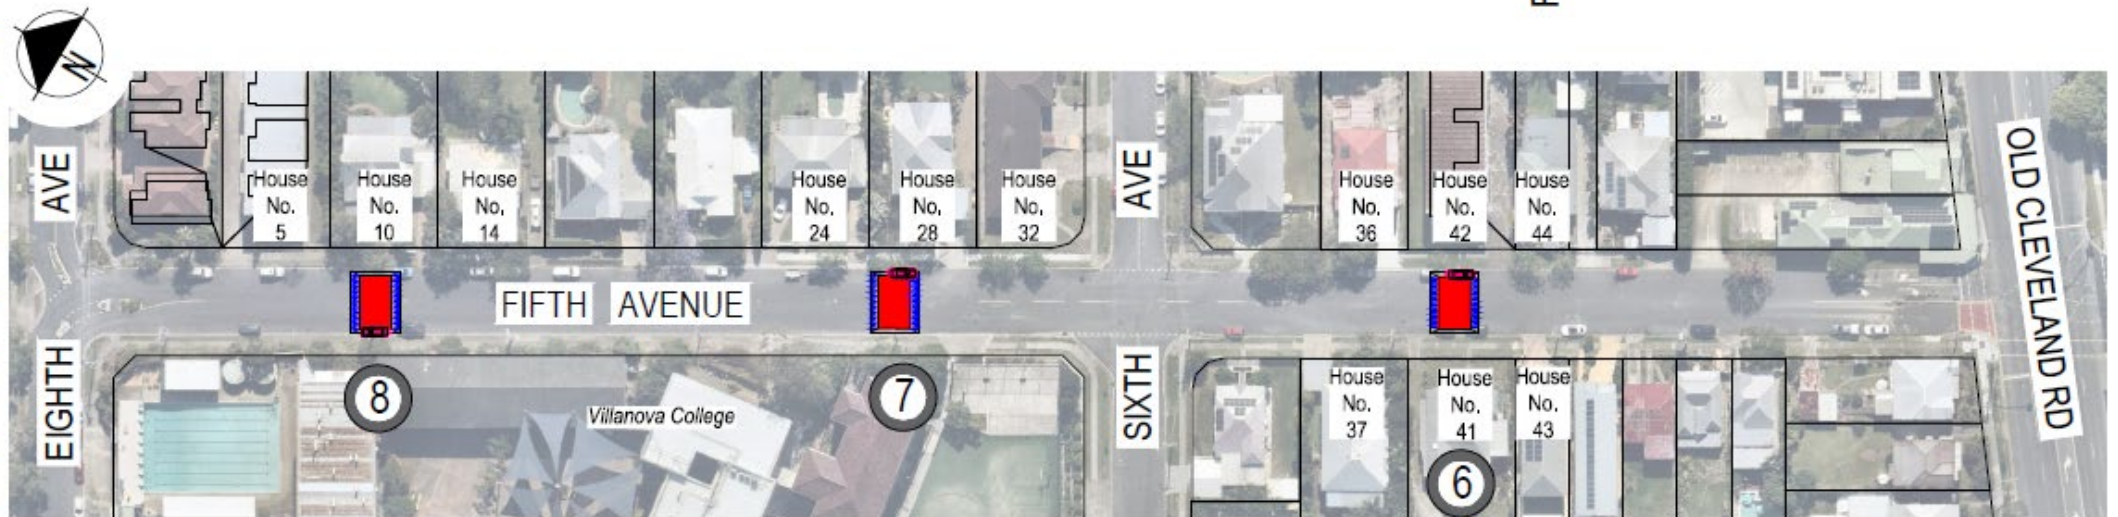 N
AVE
EIGHTH
House
No.
5
House
No.
10
House
No.
14
House
No.
24
House
No.
28
House
No.
32
FIFTH AVENUE
8
Villanova College
7
AVE
SIXTH
House
No.
36
House
No.
42
House
No.
44
House
No.
37
House
No.
41
House
No.
43
6
OLD CLEVELAND RD